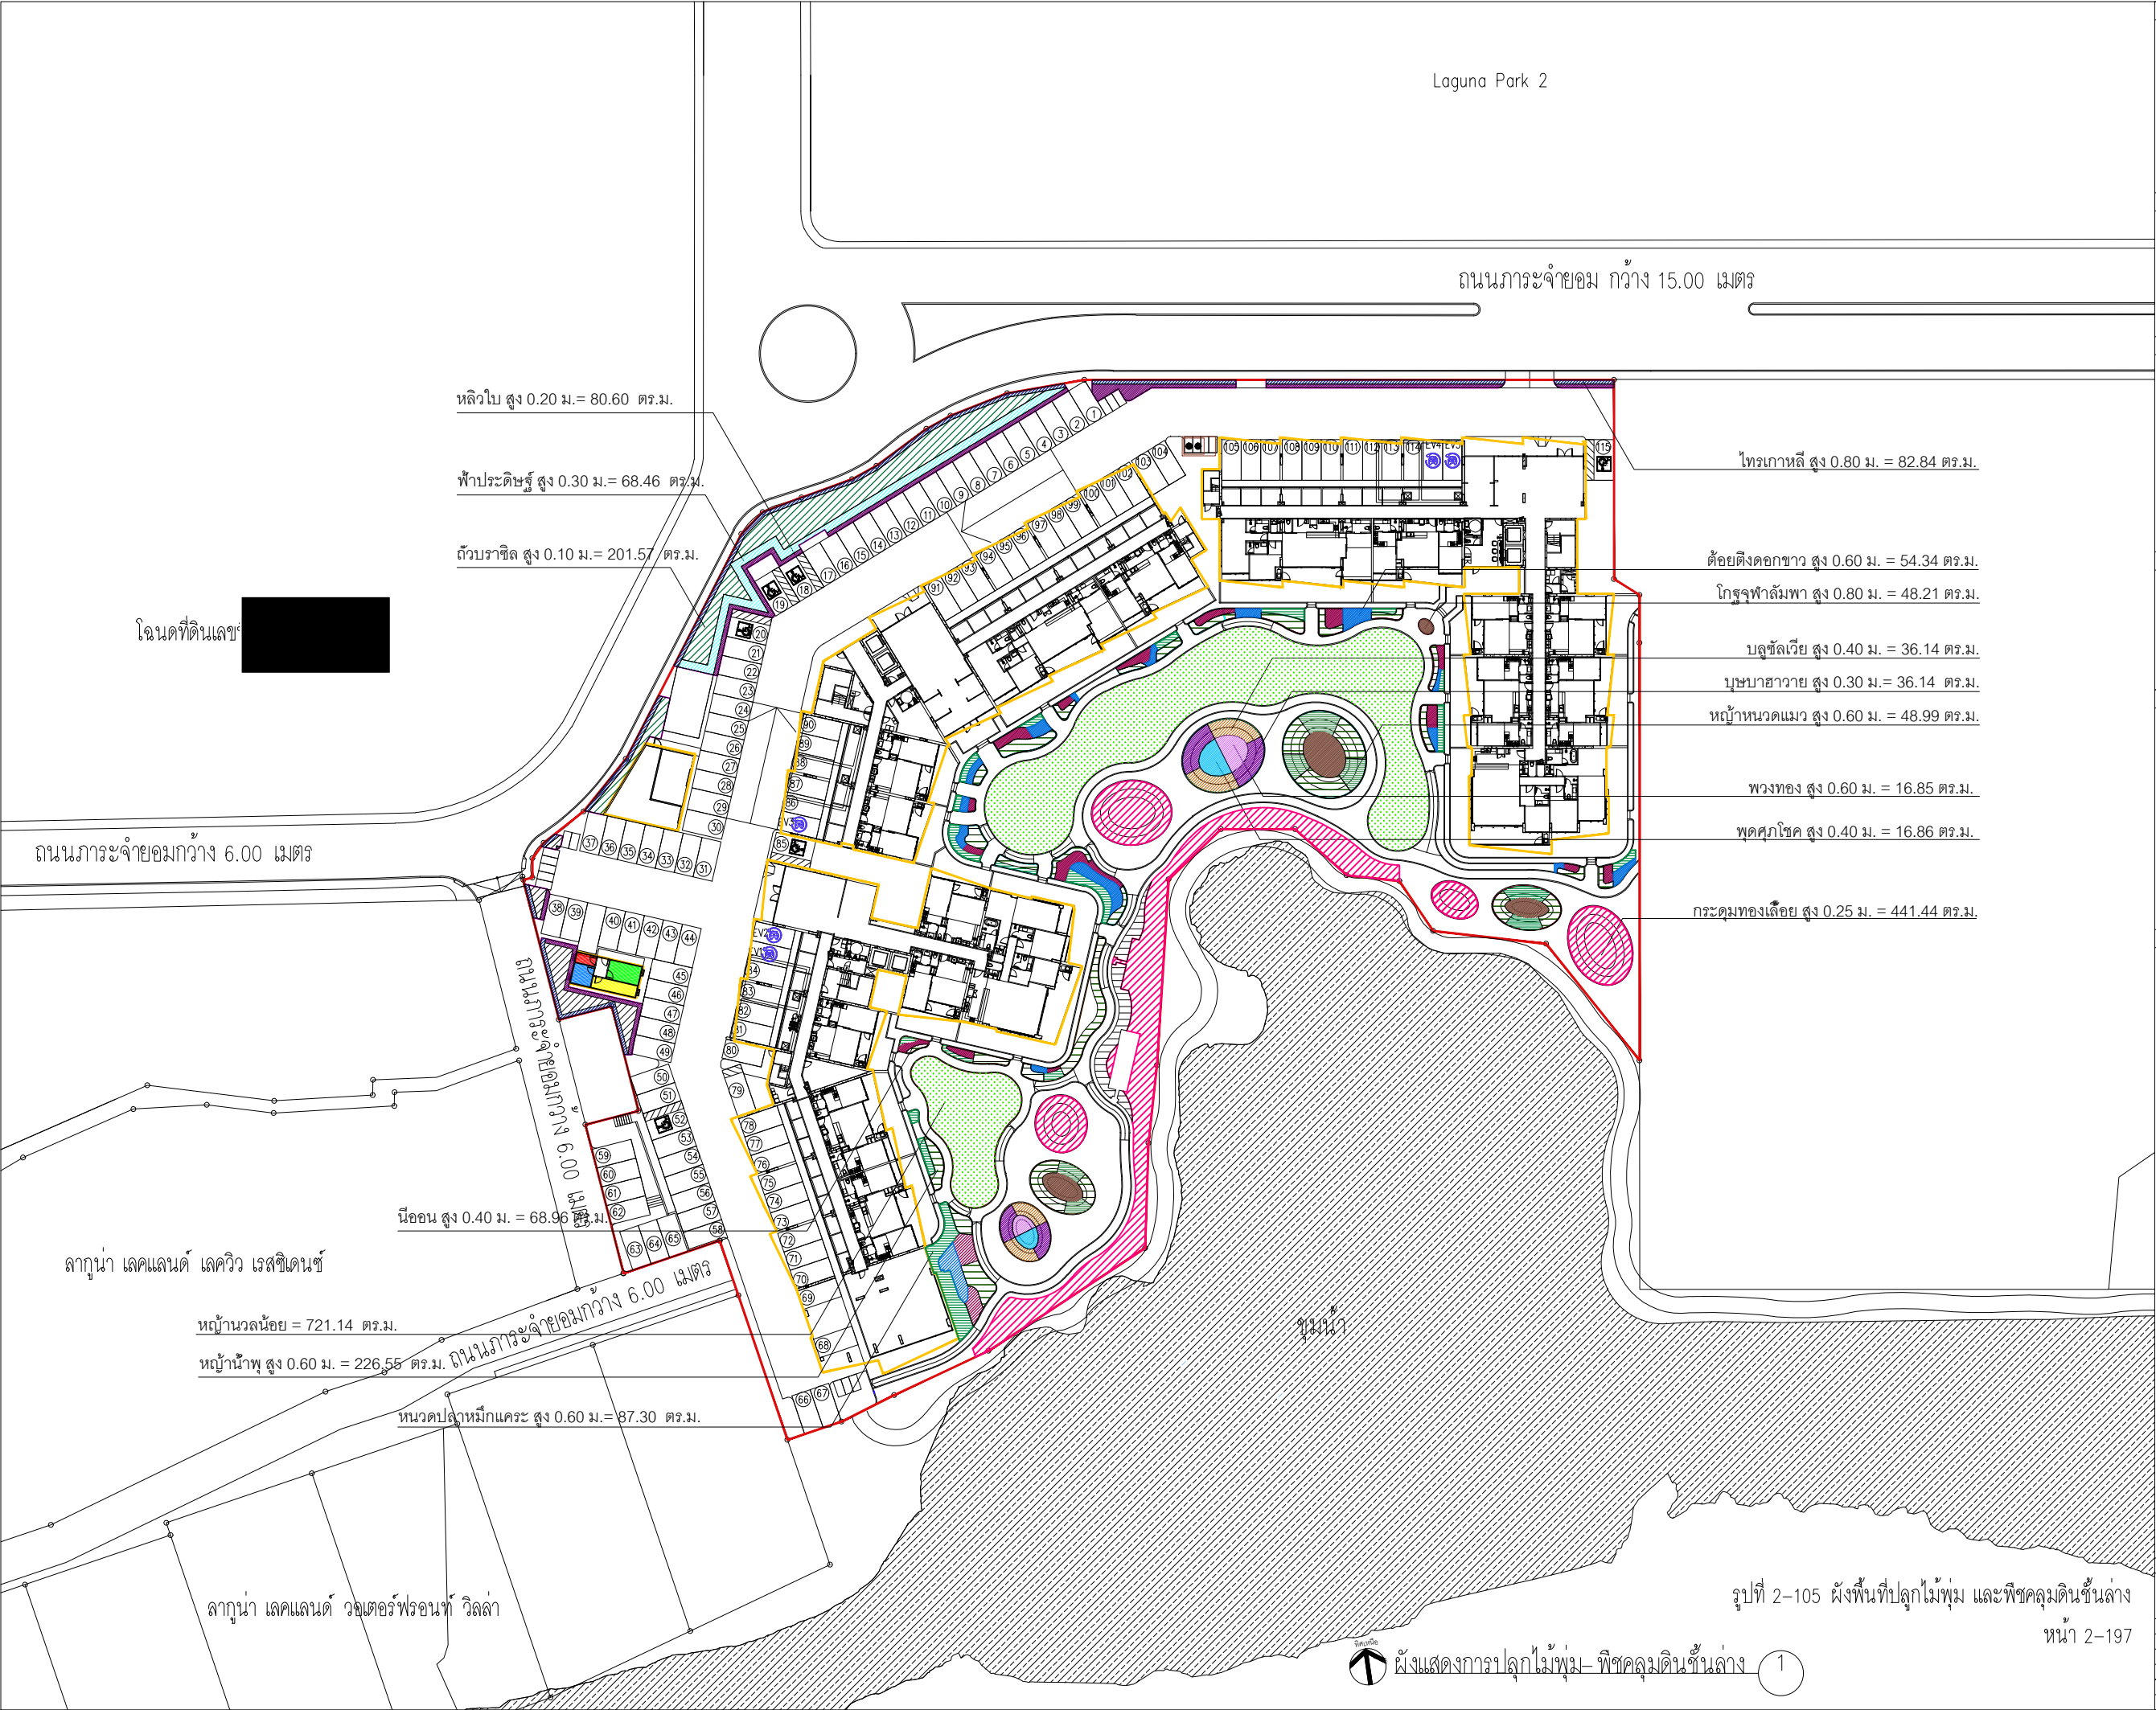 Laguna Park 2
ถนนภาระจำยอม กว้าง 15.00 เมตร
หลิวใบ สูง 0.20 ม.= 80.60 ตร.ม.
ฟ้าประดิษฐ์ สูง 0.30 ม.= 68.46 ตร.ม.
ถั่วบราซิล สูง 0.10 ม.= 201.57 ตร.ม.
โฉนดที่ดินเลขที่
ไทรเกาหลี สูง 0.80 ม. = 82.84 ตร.ม.
ต้อยติ่งดอกขาว สูง 0.60 ม. = 54.34 ตร.ม.
โกฐจุฬาลัมพา สูง 0.80 ม. = 48.21 ตร.ม.
บลูซัลเวีย สูง 0.40 ม. = 36.14 ตร.ม.
บุษบาฮาวาย สูง 0.30 ม.= 36.14 ตร.ม.
หญ้าหนวดแมว สูง 0.60 ม. = 48.99 ตร.ม.
พวงทอง สูง 0.60 ม. = 16.85 ตร.ม.
พุดศุภโชค สูง 0.40 ม. = 16.86 ตร.ม.
กระดุมทองเลื้อย สูง 0.25 ม. = 441.44 ตร.ม.
ถนนภาระจำยอมกว้าง 6.00 เมตร
ถนนภาระจำยอมกว้าง 6.00 เมตร
นีออน สูง 0.40 ม. = 68.96 ตร.ม.
ลากูน่า เลคแลนด์ เลควิว เรสซิเดนซ์
ถนนภาระจำยอมกว้าง 6.00 เมตร
หญ้านวลน้อย = 721.14 ตร.ม.
หญ้าน้ำพุ สูง 0.60 ม. = 226.55 ตร.ม.
หนวดปลาหมึกแคระ สูง 0.60 ม.= 87.30 ตร.ม.
ขุมน้ำ
ลากูน่า เลคแลนด์ วอเตอร์ฟรอนท์ วิลล่า
รูปที่ 2-105 ผังพื้นที่ปลูกไม้พุ่ม และพืชคลุมดินชั้นล่าง
หน้า 2-197
ทิศเหนือ
ผังแสดงการปลูกไม้พุ่ม- พืชคลุมดินชั้นล่าง 1